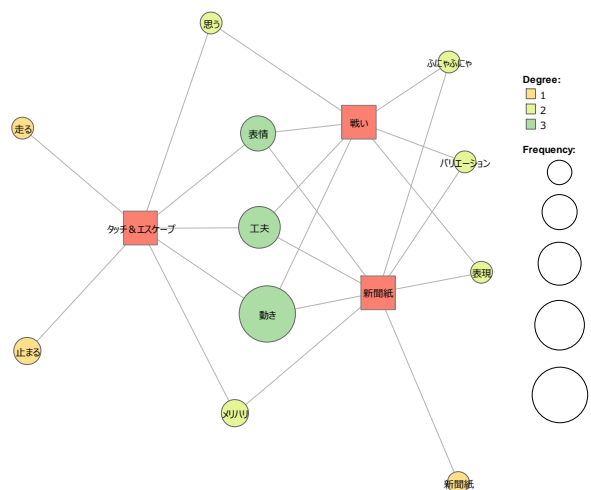 思う
ふにゃふにゃ
Degree:
1
2
3
走る
表情
戦い
Frequency:
バリエーション
タッチ＆エスケープ
工夫
表現
新聞紙
動き
止まる
メリハリ
新聞紙